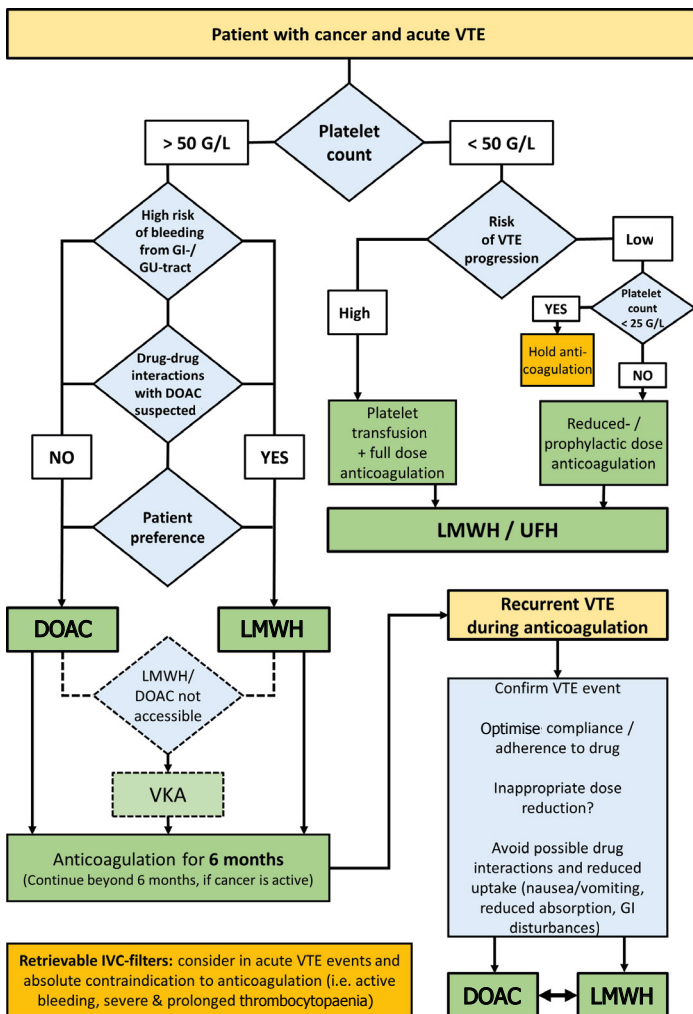 Patient with cancer and acute VTE
> 50 G/L
Platelet
count
< 50 G/L
High risk
of bleeding
from GI-/
GU-tract
Risk
of VTE
progression
Low
High
YES
Platelet
count
< 25 G/L
Hold anti-
coagulation
NO
Drug-drug
interactions
with DOAC
suspected
NO
YES
Platelet
transfusion
+ full dose
anticoagulation
Reduced- /
prophylactic dose
anticoagulation
Patient
preference
LMWH / UFH
DOAC
LMWH
LMWH/
DOAC not
accessible
VKA
Anticoagulation for 6 months
(Continue beyond 6 months, if cancer is active)
Recurrent VTE
during anticoagulation
Confirm VTE event
Optimise compliance /
adherence to drug
Inappropriate dose
reduction?
Avoid possible drug
interactions and reduced
uptake (nausea/vomiting,
reduced absorption, GI
disturbances)
DOAC
LMWH
Retrievable IVC-filters: consider in acute VTE events and
absolute contraindication to anticoagulation (i.e. active
bleeding, severe & prolonged thrombocytopaenia)